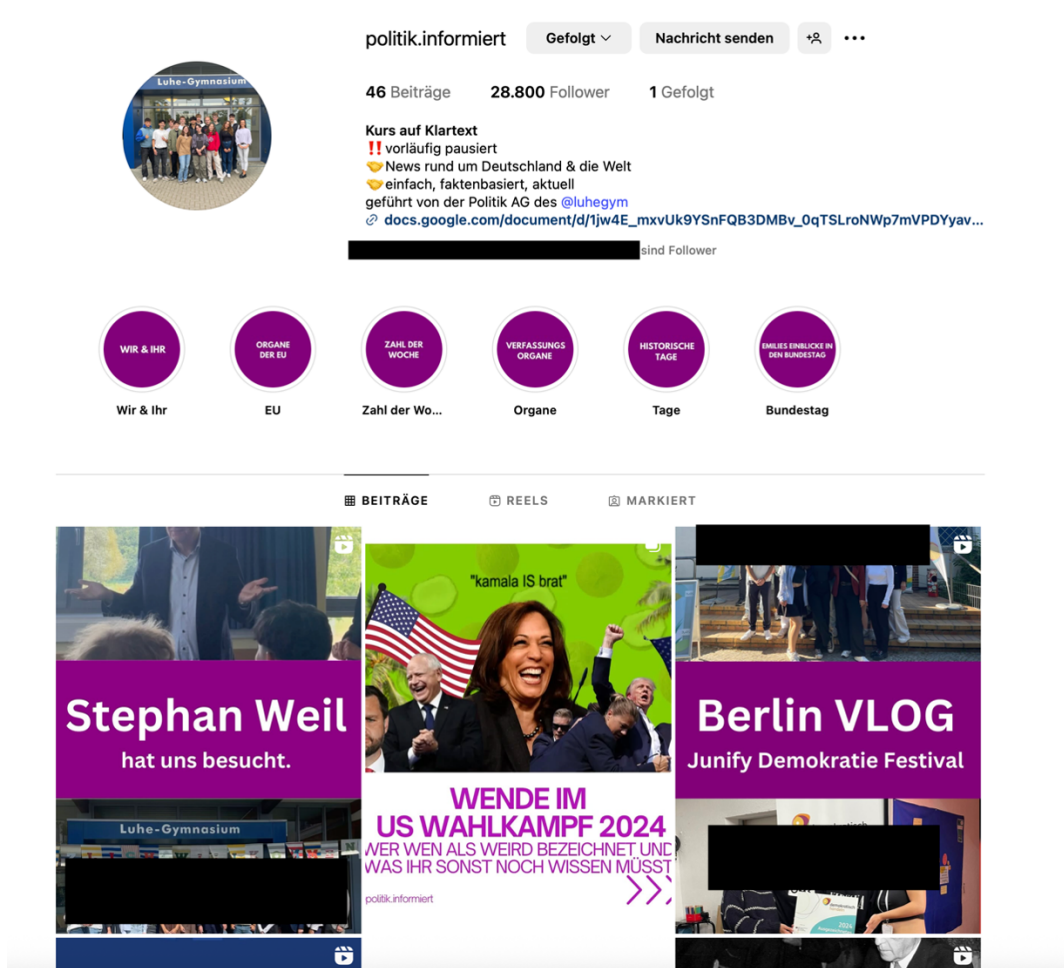 politik.informiert
Gefolgt
Nachricht senden
46 Beiträge 28.800 Follower 1 Gefolgt
Kurs auf Klartext
‼️vorläufig pausiert
🤝News rund um Deutschland & die Welt
🤝einfach, faktenbasiert, aktuell
geführt von der Politik AG des @luhegym
docs.google.com/document/d/1jw4E_mxvUk9YSnFQB3DMBv_0qTSLroNWp7mVPDYyav...
sind Follower
Luhe-Gymnasium
WIR & IHR
ORGANE
DER EU
ZAHL DER
WOCHE
VERFASSUNGS
ORGANE
HISTORISCHE
TAGE
EMILIES EINBLICKE IN
DEN BUNDESTAG
Wir & Ihr
EU
Zahl der Wo...
Organe
Tage
Bundestag
BEITRÄGE
REELS
MARKIERT
Stephan Weil
hat uns besucht.
Luhe-Gymnasium
"kamala IS brat"
WENDE IM
US WAHLKAMPF 2024
WER WEN ALS WEIRD BEZEICHNET UND
WAS IHR SONST NOCH WISSEN MÜSST
politik.informiert
Berlin VLOG
Junify Demokratie Festival
2024